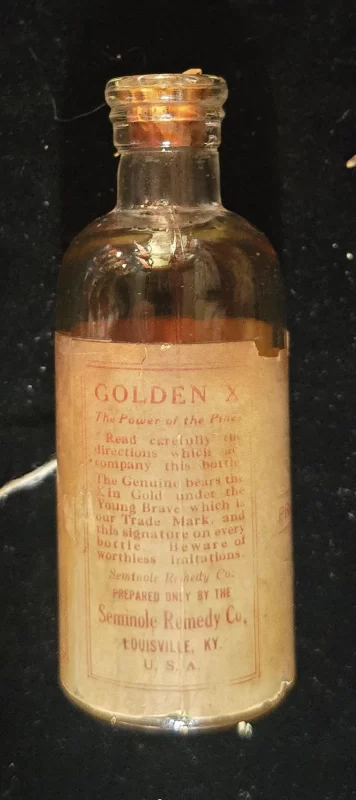 GOLDEN X
The Power of the Pines
Read carefully the
directions which ac-
company this bottle
The Genuine bears the
X in Gold under the
Young Brave which is
our Trade Mark, and
this signature on every
bottle. Beware of
worthless imitations.
Seminole Remedy Co.
PREPARED ONLY BY THE
Seminole Remedy Co,
LOUISVILLE, KY.
U. S. A.